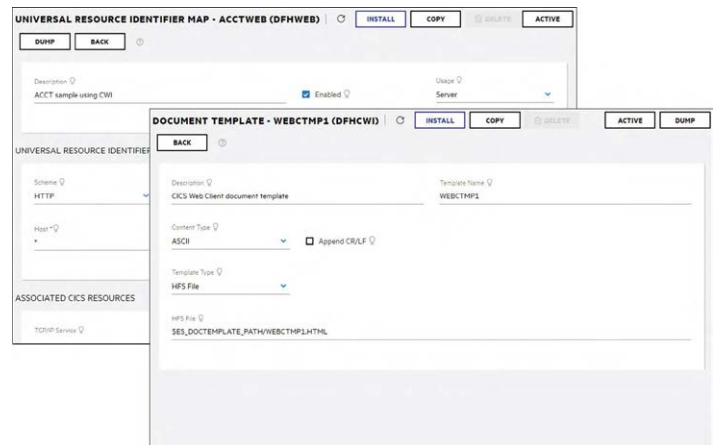 UNIVERSAL RESOURCE IDENTIFIER MAP - ACCTWEB (DFHWEB) INSTALL COPY DELETE ACTIVE
DUMP BACK
Description Usage
ACCT sample using CWI Enabled Server
UNIVERSAL RESOURCE IDENTIFIER
Scheme
HTTP
Host *
*
ASSOCIATED CICS RESOURCES
TCP/IP Service
DOCUMENT TEMPLATE - WEBCTMP1 (DFHCWI) INSTALL COPY DELETE ACTIVE DUMP
BACK
Description Template Name
CICS Web Client document template WEBCTMP1
Content Type
ASCII Append CR/LF
Template Type
HFS File
HFS File
$ES_DOCTEMPLATE_PATH/WEBCTMP1.HTML